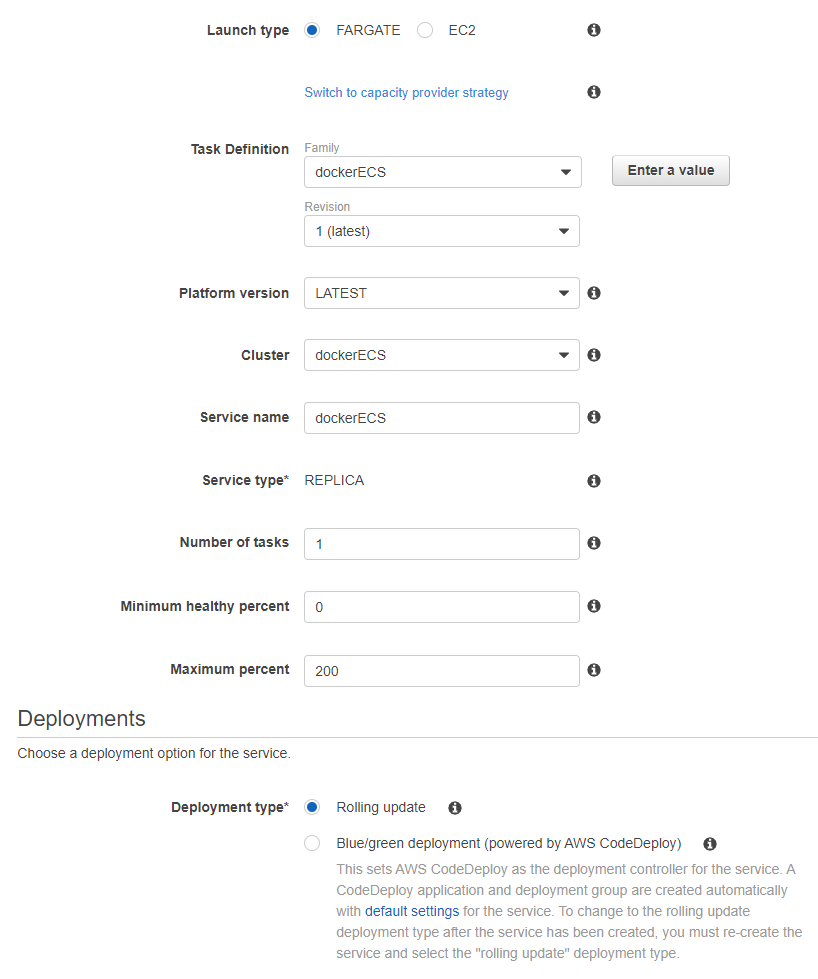 Launch type FARGATE EC2
Switch to capacity provider strategy
Task Definition Family
dockerECS Enter a value
Revision
1 (latest)
Platform version LATEST
Cluster dockerECS
Service name dockerECS
Service type* REPLICA
Number of tasks 1
Minimum healthy percent 0
Maximum percent 200
Deployments
Choose a deployment option for the service.
Deployment type* Rolling update
Blue/green deployment (powered by AWS CodeDeploy)
This sets AWS CodeDeploy as the deployment controller for the service. A
CodeDeploy application and deployment group are created automatically
with default settings for the service. To change to the rolling update
deployment type after the service has been created, you must re-create the
service and select the "rolling update" deployment type.